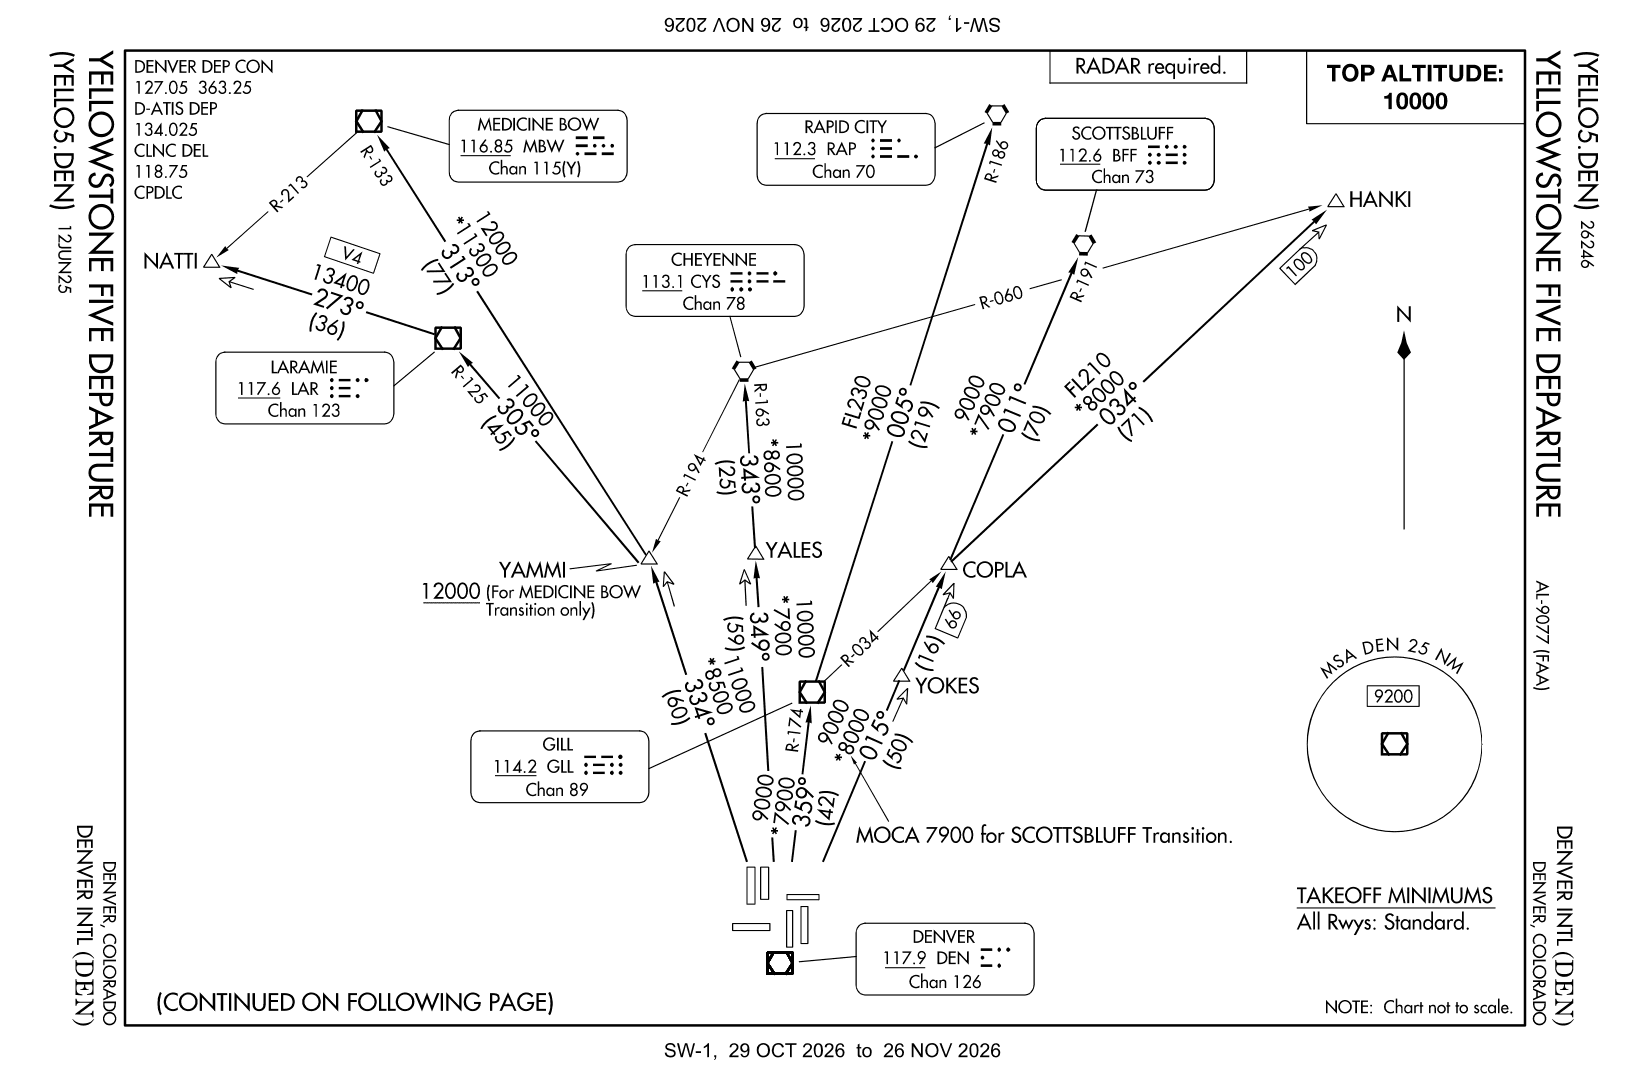 SW-1, 29 OCT 2026 to 26 NOV 2026
(YELLO5.DEN) 12JUN25
YELLOWSTONE FIVE DEPARTURE
DENVER INTL (DEN)
DENVER, COLORADO
DENVER DEP CON
127.05 363.25
D-ATIS DEP
134.025
CLNC DEL
118.75
CPDLC
RADAR required.
TOP ALTITUDE:
10000
MEDICINE BOW
116.85 MBW
Chan 115(Y)
RAPID CITY
112.3 RAP
Chan 70
SCOTTSBLUFF
112.6 BFF
Chan 73
R-133
R-213
R-186
HANKI
NATTI
V4
13400
273°
(36)
12000
*11300
313°
(77)
CHEYENNE
113.1 CYS
Chan 78
R-191
R-060
100
N
LARAMIE
117.6 LAR
Chan 123
R-125
11000
305°
(45)
R-163
R-194
10000
*8600
343°
(25)
FL230
*9000
005°
(219)
9000
*7900
011°
(70)
FL210
*8000
034°
(71)
YAMMI
12000 (For MEDICINE BOW
Transition only)
YALES
COPLA
10000
*7900
349°
(59)
11000
*8500
334°
(60)
R-034
(16)
66
YOKES
GILL
114.2 GLL
Chan 89
R-174
9000
*7900
359°
(42)
9000
*8000
015°
(50)
MOCA 7900 for SCOTTSBLUFF Transition.
MSA DEN 25 NM
9200
TAKEOFF MINIMUMS
All Rwys: Standard.
DENVER
117.9 DEN
Chan 126
(CONTINUED ON FOLLOWING PAGE)
NOTE: Chart not to scale.
YELLOWSTONE FIVE DEPARTURE
(YELLO5.DEN) 26246
AL-9077 (FAA)
DENVER INTL (DEN)
DENVER, COLORADO
SW-1, 29 OCT 2026 to 26 NOV 2026